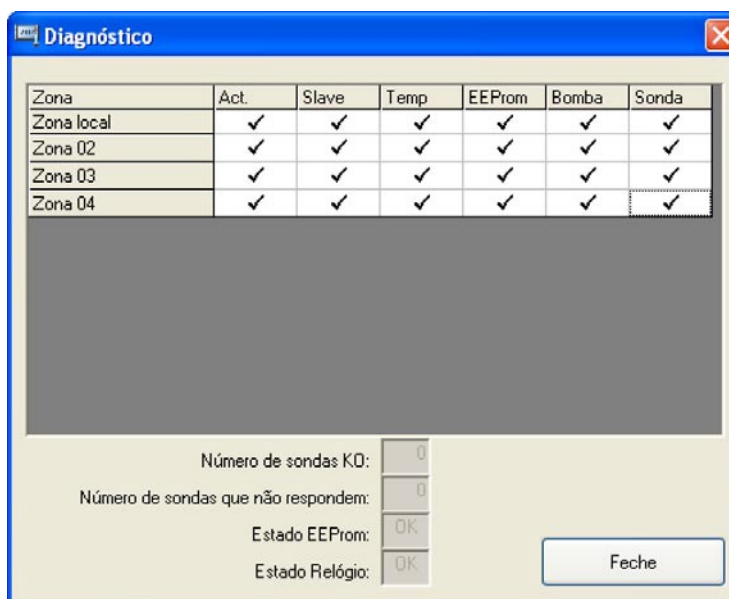 Diagnóstico
Zona Act. Slave Temp EEProm Bomba Sonda
Zona local ✓ ✓ ✓ ✓ ✓ ✓
Zona 02 ✓ ✓ ✓ ✓ ✓ ✓
Zona 03 ✓ ✓ ✓ ✓ ✓ ✓
Zona 04 ✓ ✓ ✓ ✓ ✓ ✓
Número de sondas KO: 0
Número de sondas que não respondem: 0
Estado EEProm: OK
Estado Relógio: OK
Feche